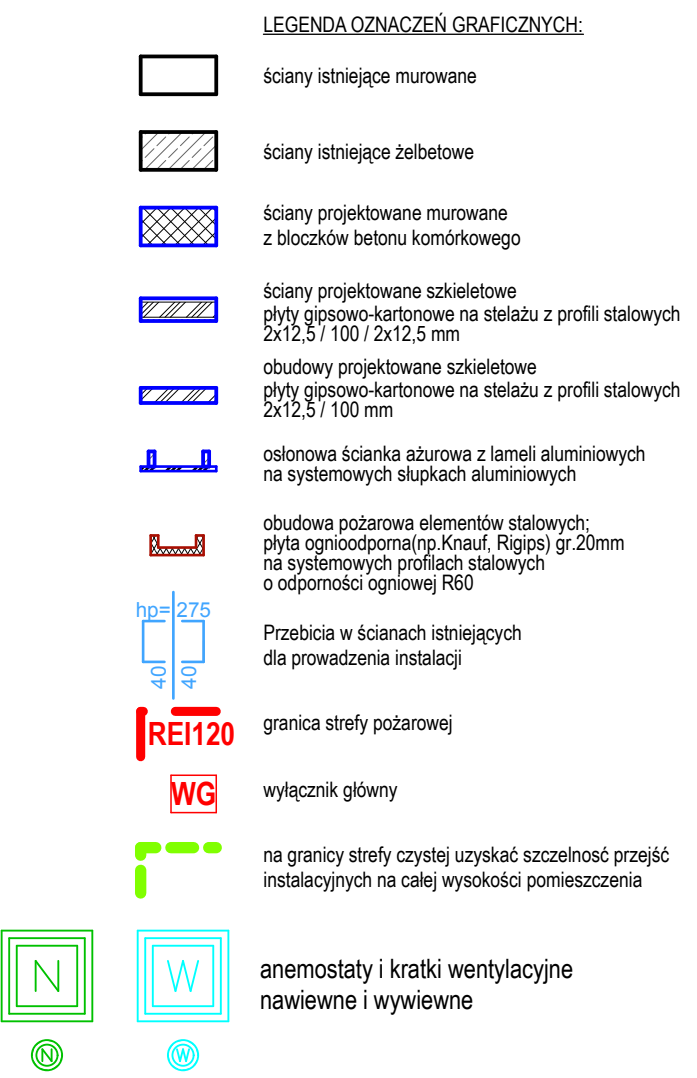 LEGENDA OZNACZEŃ GRAFICZNYCH:
ściany istniejące murowane
ściany istniejące żelbetowe
ściany projektowane murowane
z bloczków betonu komórkowego
ściany projektowane szkieletowe
płyty gipsowo-kartonowe na stelażu z profili stalowych
2x12,5 / 100 / 2x12,5 mm
obudowy projektowane szkieletowe
płyty gipsowo-kartonowe na stelażu z profili stalowych
2x12,5 / 100 mm
osłonowa ścianka ażurowa z lameli aluminiowych
na systemowych słupkach aluminiowych
obudowa pożarowa elementów stalowych;
płyta ognioodporna(np.Knauf, Rigips) gr.20mm
na systemowych profilach stalowych
o odporności ogniowej R60
hp= 275
40 40
Przebicia w ścianach istniejących
dla prowadzenia instalacji
REI120
granica strefy pożarowej
WG
wyłącznik główny
na granicy strefy czystej uzyskać szczelnosć przejść
instalacyjnych na całej wysokości pomieszczenia
N W
anemostaty i kratki wentylacyjne
nawiewne i wywiewne
N W